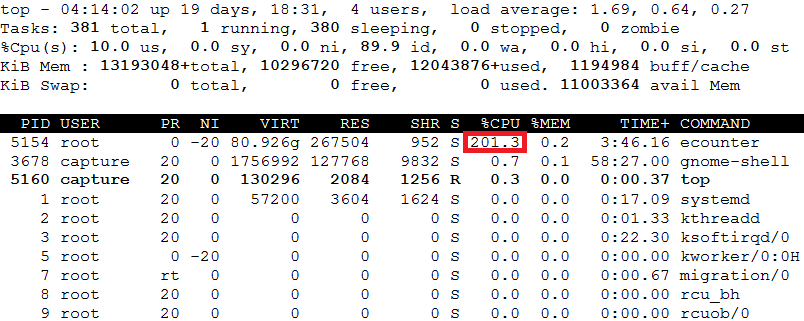 top - 04:14:02 up 19 days, 18:31,  4 users,  load average: 1.69, 0.64, 0.27
Tasks: 381 total,   1 running, 380 sleeping,   0 stopped,   0 zombie
%Cpu(s): 10.0 us,  0.0 sy,  0.0 ni, 89.9 id,  0.0 wa,  0.0 hi,  0.0 si,  0.0 st
KiB Mem : 13193048+total, 10296720 free, 12043876+used,  1194984 buff/cache
KiB Swap:        0 total,        0 free,        0 used. 11003364 avail Mem
PID USER      PR  NI    VIRT    RES    SHR S  %CPU %MEM     TIME+ COMMAND
5154 root       0 -20 80.926g 267504    952 S 201.3  0.2   3:46.16 ecounter
3678 capture   20   0 1756992 127768   9832 S   0.7  0.1  58:27.00 gnome-shell
5160 capture   20   0  130296   2084   1256 R   0.3  0.0   0:00.37 top
1 root      20   0   57200   3604   1624 S   0.0  0.0   0:17.09 systemd
2 root      20   0       0      0      0 S   0.0  0.0   0:01.33 kthreadd
3 root      20   0       0      0      0 S   0.0  0.0   0:22.30 ksoftirqd/0
5 root       0 -20       0      0      0 S   0.0  0.0   0:00.00 kworker/0:0H
7 root      rt   0       0      0      0 S   0.0  0.0   0:00.67 migration/0
8 root      20   0       0      0      0 S   0.0  0.0   0:00.00 rcu_bh
9 root      20   0       0      0      0 S   0.0  0.0   0:00.00 rcuob/0